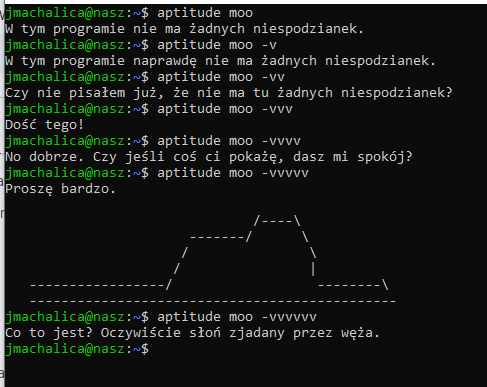 jmachalica@nasz:~$ aptitude moo
W tym programie nie ma żadnych niespodzianek.
jmachalica@nasz:~$ aptitude moo -v
W tym programie naprawdę nie ma żadnych niespodzianek.
jmachalica@nasz:~$ aptitude moo -vv
Czy nie pisałem już, że nie ma tu żadnych niespodzianek?
jmachalica@nasz:~$ aptitude moo -vvv
Dość tego!
jmachalica@nasz:~$ aptitude moo -vvvv
No dobrze. Czy jeśli coś ci pokażę, dasz mi spokój?
jmachalica@nasz:~$ aptitude moo -vvvvv
Proszę bardzo.
                               /----\
                       -------/      \
                      /               \
                     /                |
   -----------------/                  --------\
   ----------------------------------------------
jmachalica@nasz:~$ aptitude moo -vvvvvv
Co to jest? Oczywiście słoń zjadany przez węża.
jmachalica@nasz:~$